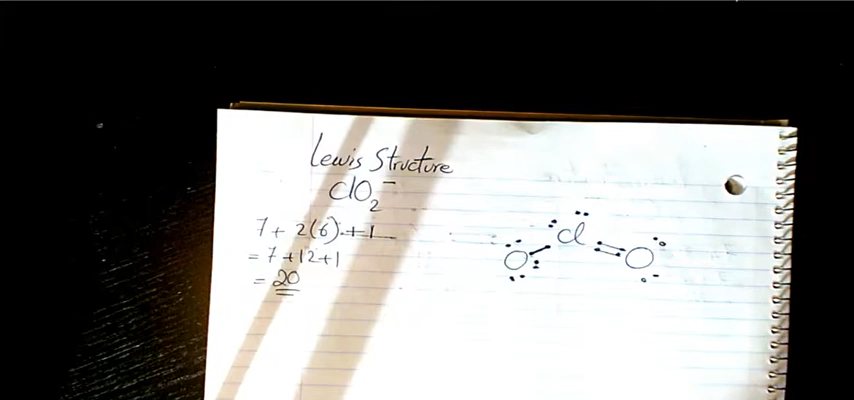 Lewis Structure
ClO₂⁻
7 + 2(6) + 1
= 7 + 12 + 1
= 20
Cl
O O